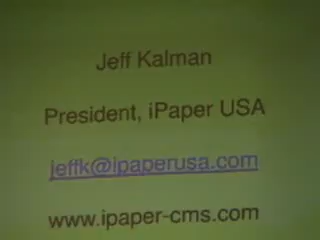 Jeff Kalman
President, iPaper USA
jeffk@ipaperusa.com
www.ipaper-cms.com